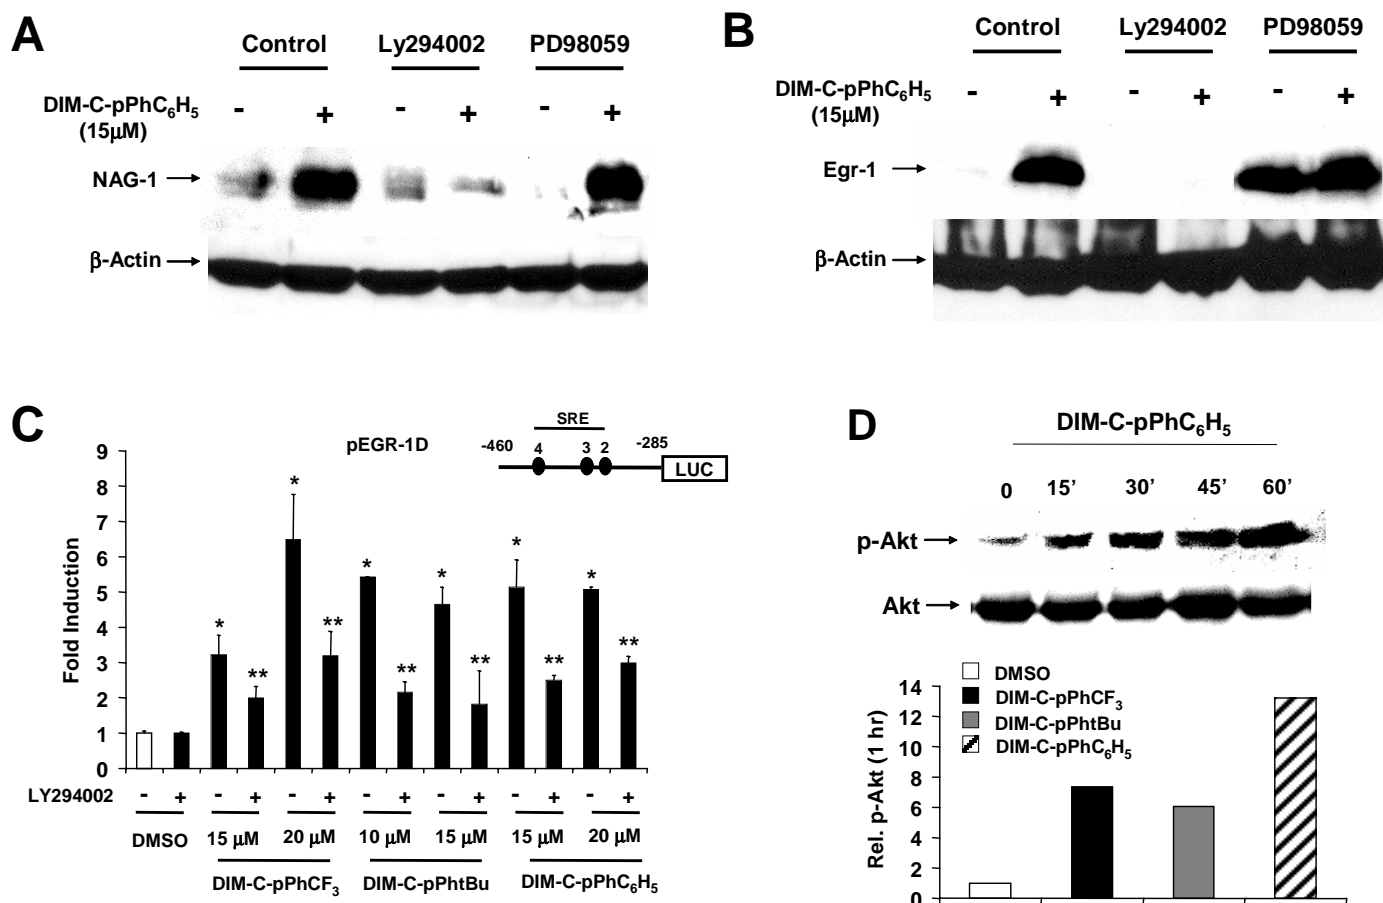 A
Control Ly294002 PD98059
DIM-C-pPhC6H5
(15μM)
- + - + - +
NAG-1
β-Actin
B
Control Ly294002 PD98059
DIM-C-pPhC6H5
(15μM)
- + - + - +
Egr-1
β-Actin
C
pEGR-1D
SRE
-460 4 3 2 -285
LUC
Fold Induction
9
8
7
6
5
4
3
2
1
0
* ** * ** * ** * ** * ** * **
LY294002 - + - + - + - + - + - + - +
DMSO 15 μM 20 μM 10 μM 15 μM 15 μM 20 μM
DIM-C-pPhCF3 DIM-C-pPhtBu DIM-C-pPhC6H5
D
DIM-C-pPhC6H5
0 15’ 30’ 45’ 60’
p-Akt
Akt
DMSO
DIM-C-pPhCF3
DIM-C-pPhtBu
DIM-C-pPhC6H5
Rel. p-Akt (1 hr)
14
12
10
8
6
4
2
0